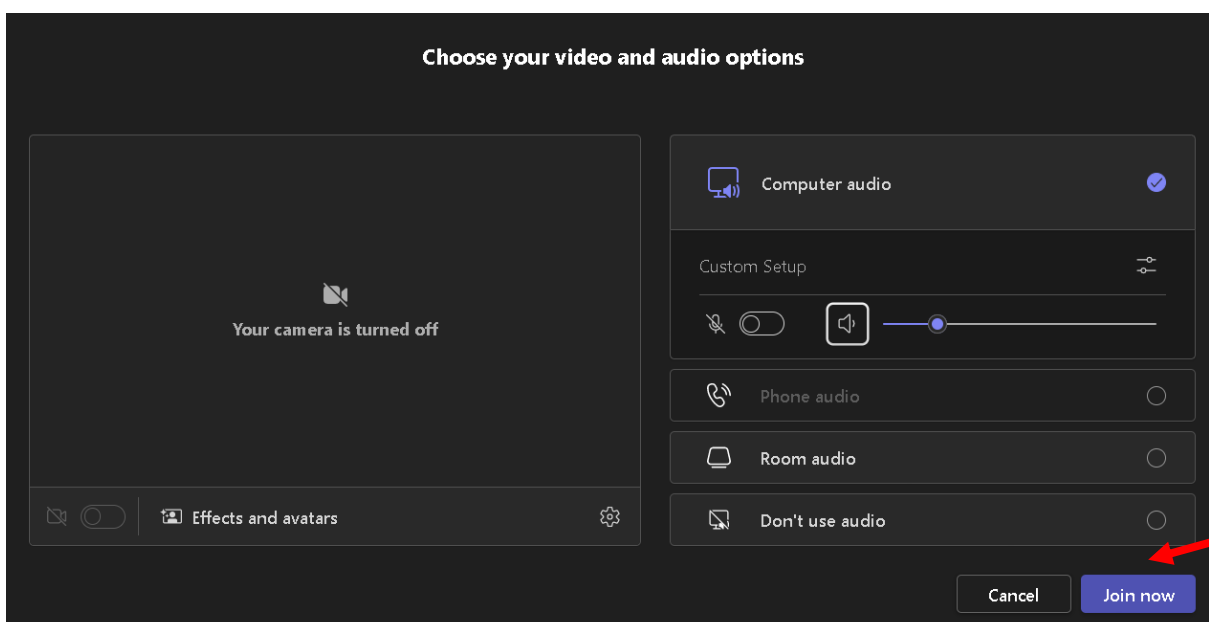 Choose your video and audio options
Your camera is turned off
Effects and avatars
Computer audio
Custom Setup
Phone audio
Room audio
Don't use audio
Cancel
Join now